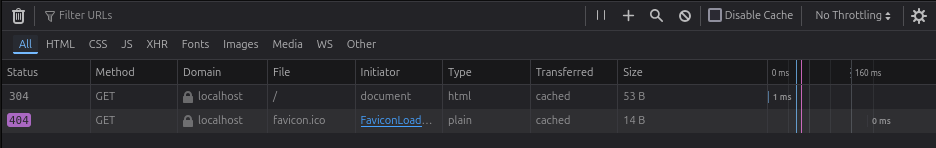 Filter URLs Disable Cache No Throttling
All HTML CSS JS XHR Fonts Images Media WS Other
Status Method Domain File Initiator Type Transferred Size 0 ms 160 ms
304 GET localhost / document html cached 53 B 1 ms
404 GET localhost favicon.ico FaviconLoad... plain cached 14 B 0 ms